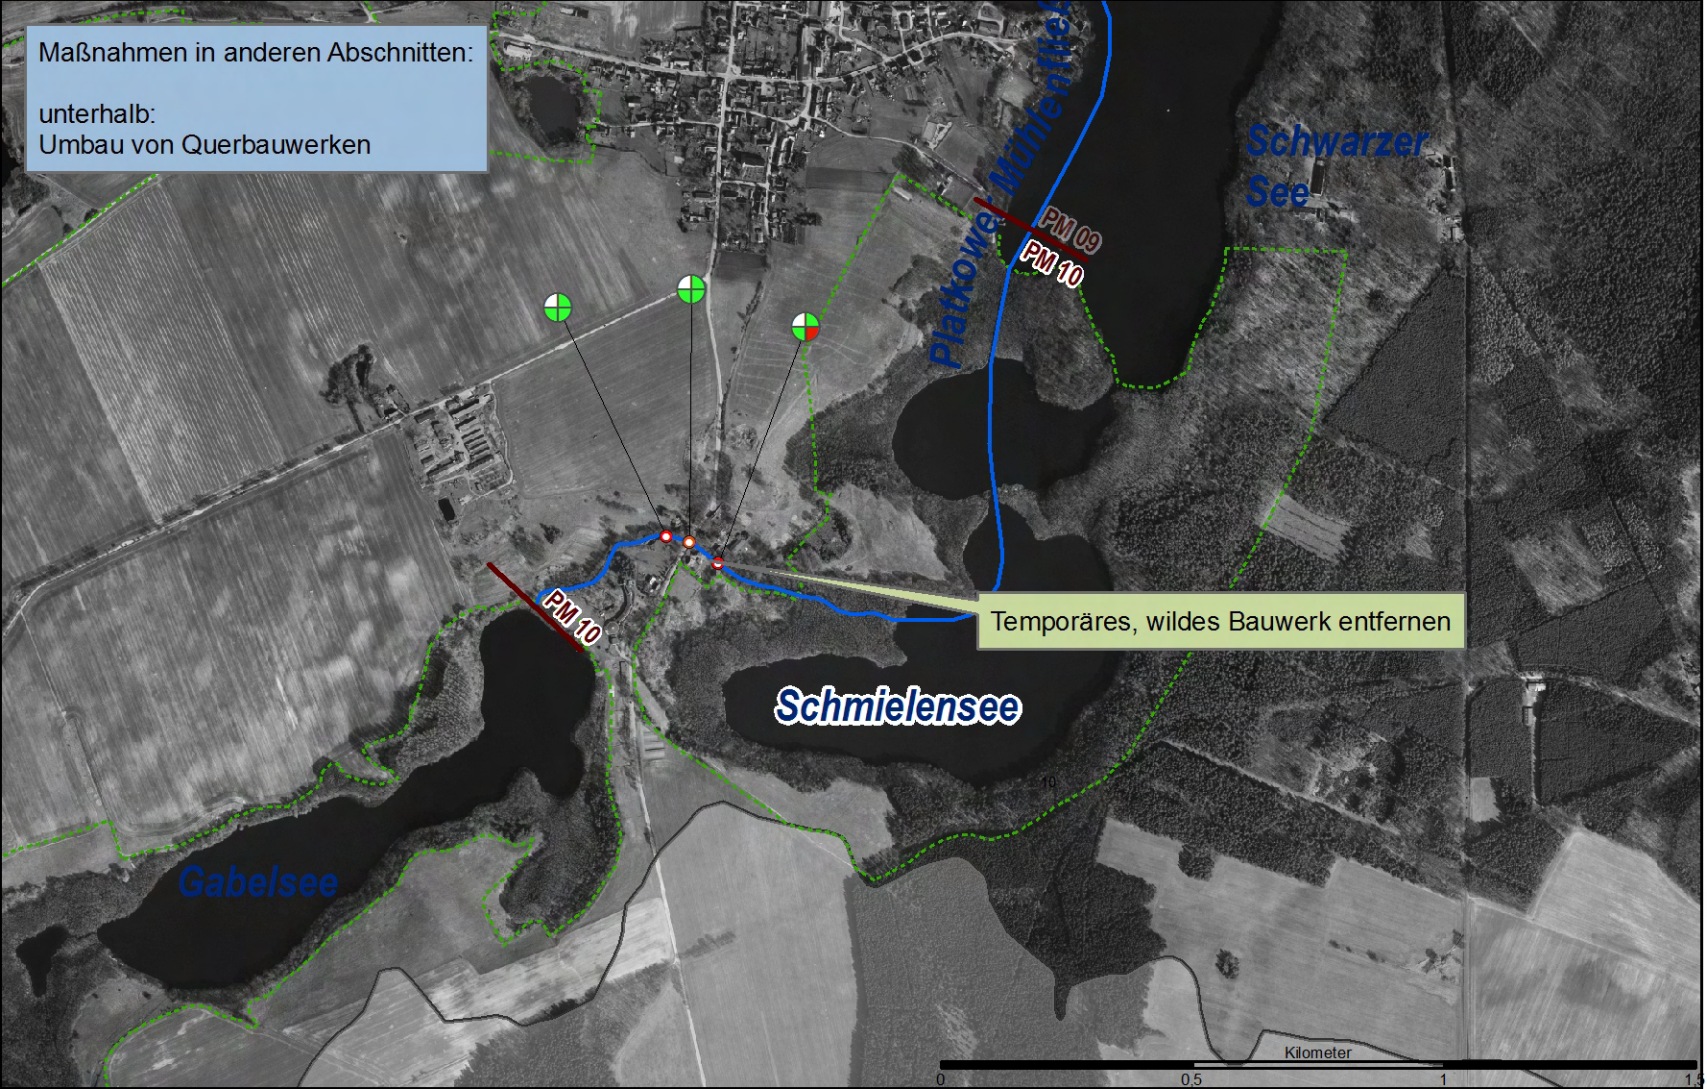 Maßnahmen in anderen Abschnitten:
unterhalb:
Umbau von Querbauwerken
Platkower Mühlenfließ
Schwarzer
See
PM 09
PM 10
PM 10
Temporäres, wildes Bauwerk entfernen
Schmielensee
Gabelsee
Kilometer
0 0,5 1